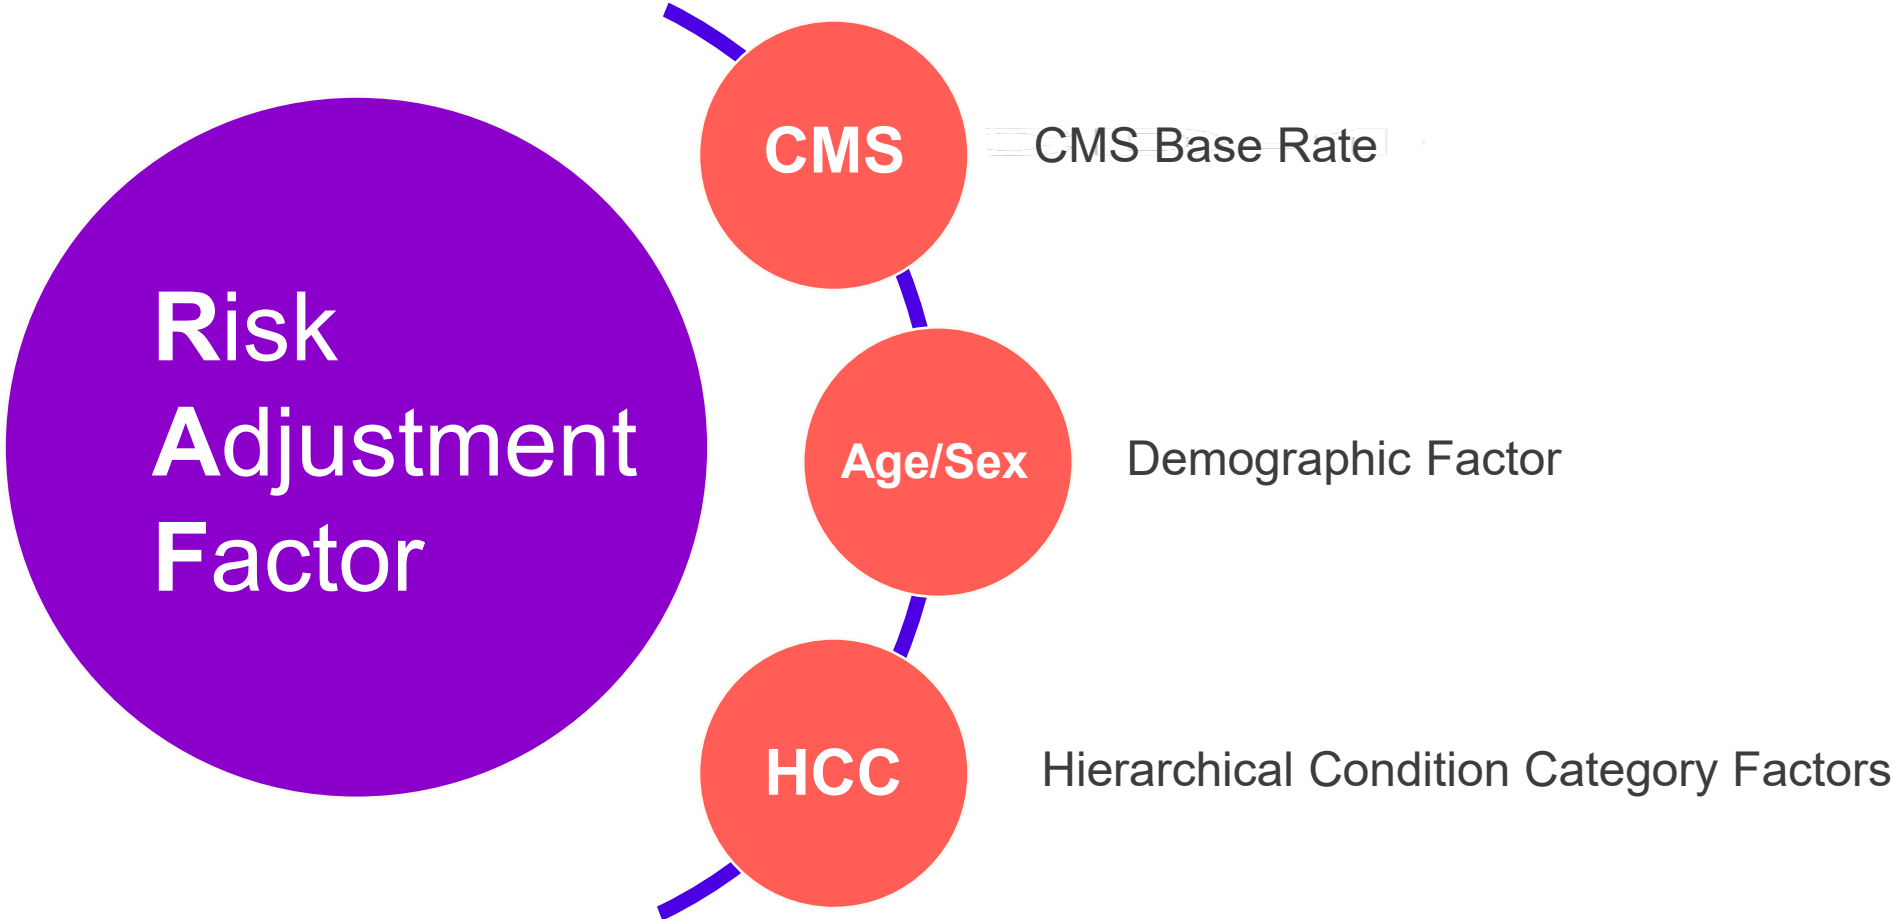 Risk
Adjustment
Factor
CMS
CMS Base Rate
Age/Sex
Demographic Factor
HCC
Hierarchical Condition Category Factors